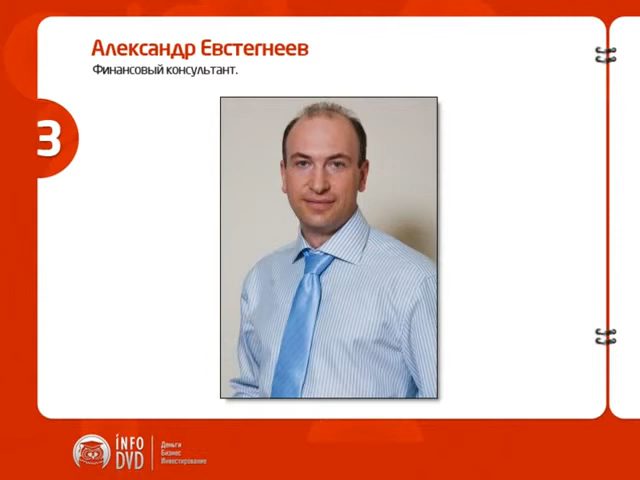 Александр Евстегнеев
Финансовый консультант.
3
INFO
DVD
Деньги
Бизнес
Инвестирование